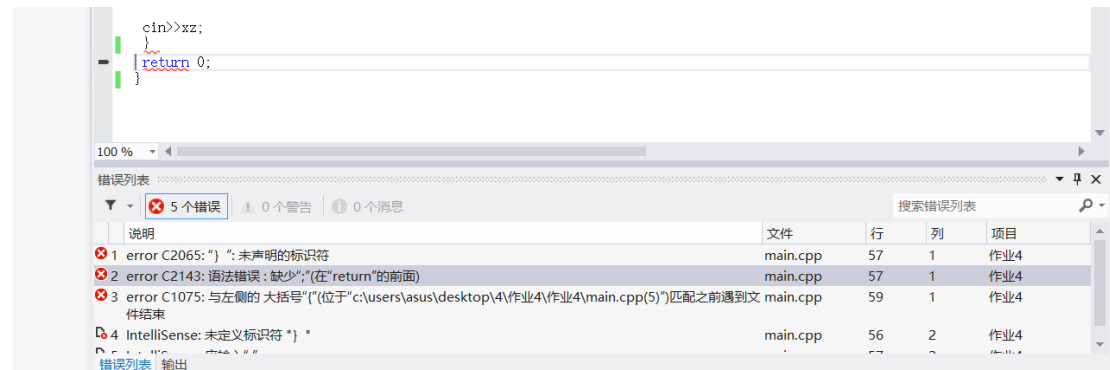 cin>>xz;
}
return 0;
}
100 %
错误列表
5 个错误 0 个警告 0 个消息 搜索错误列表
说明 文件 行 列 项目
1 error C2065: “} ”: 未声明的标识符 main.cpp 57 1 作业4
2 error C2143: 语法错误 : 缺少“;”(在“return”的前面) main.cpp 57 1 作业4
3 error C1075: 与左侧的 大括号“{”(位于“c:\users\asus\desktop\4\作业4\作业4\main.cpp(5)”)匹配之前遇到文 main.cpp 59 1 作业4
件结束
4 IntelliSense: 未定义标识符 "} " main.cpp 56 2 作业4
错误列表 输出